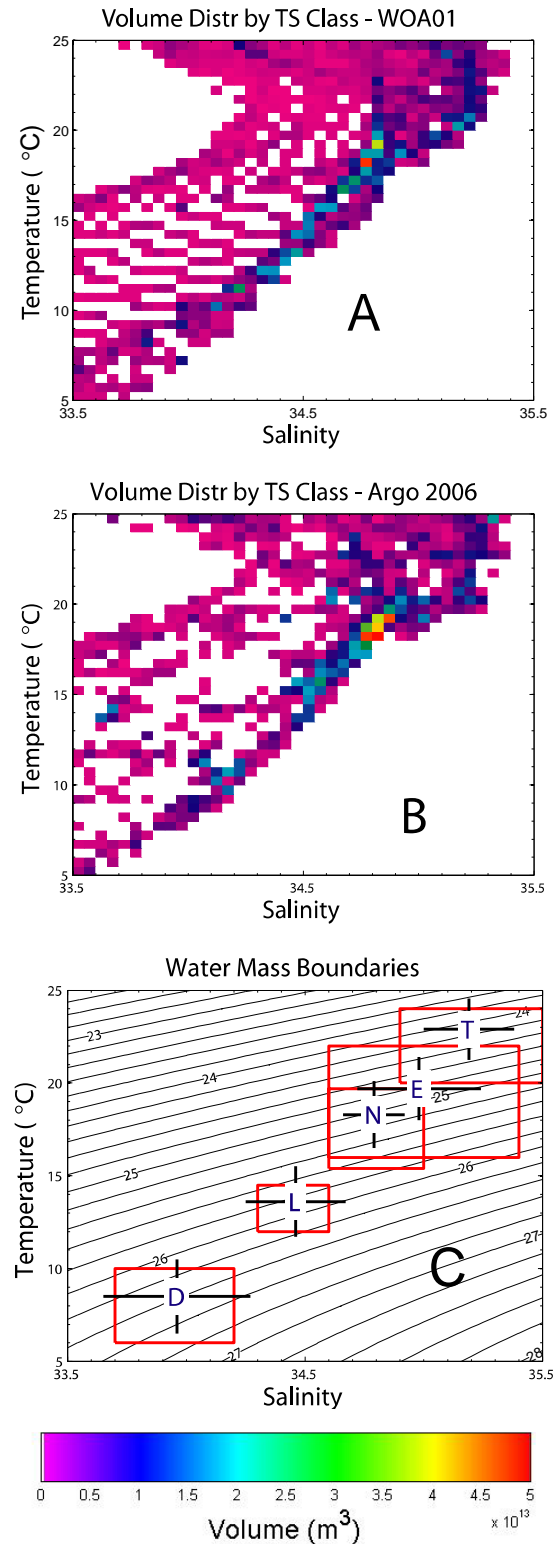 Volume Distr by TS Class - WOA01
25
20
15
10
5
Temperature ( °C)
A
33.5 34.5 35.5
Salinity
Volume Distr by TS Class - Argo 2006
25
20
15
10
5
Temperature ( °C)
B
33.5 34.5 35.5
Salinity
Water Mass Boundaries
25
20
15
10
5
Temperature ( °C)
23
24
24
T
E
25
N
25
26
L
27
C
26
D
27
28
33.5 34.5 35.5
Salinity
0 0.5 1 1.5 2 2.5 3 3.5 4 4.5 5
x 10^13
Volume (m³)